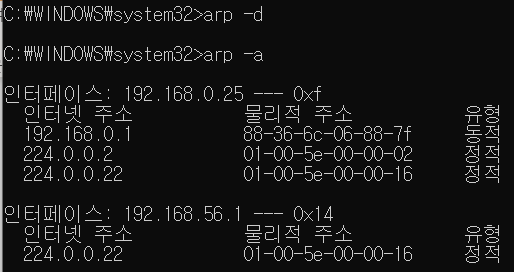 C:₩WINDOWS₩system32>arp -d
C:₩WINDOWS₩system32>arp -a
인터페이스: 192.168.0.25 --- 0xf
인터넷 주소 물리적 주소 유형
192.168.0.1 88-36-6c-06-88-7f 동적
224.0.0.2 01-00-5e-00-00-02 정적
224.0.0.22 01-00-5e-00-00-16 정적
인터페이스: 192.168.56.1 --- 0x14
인터넷 주소 물리적 주소 유형
224.0.0.22 01-00-5e-00-00-16 정적